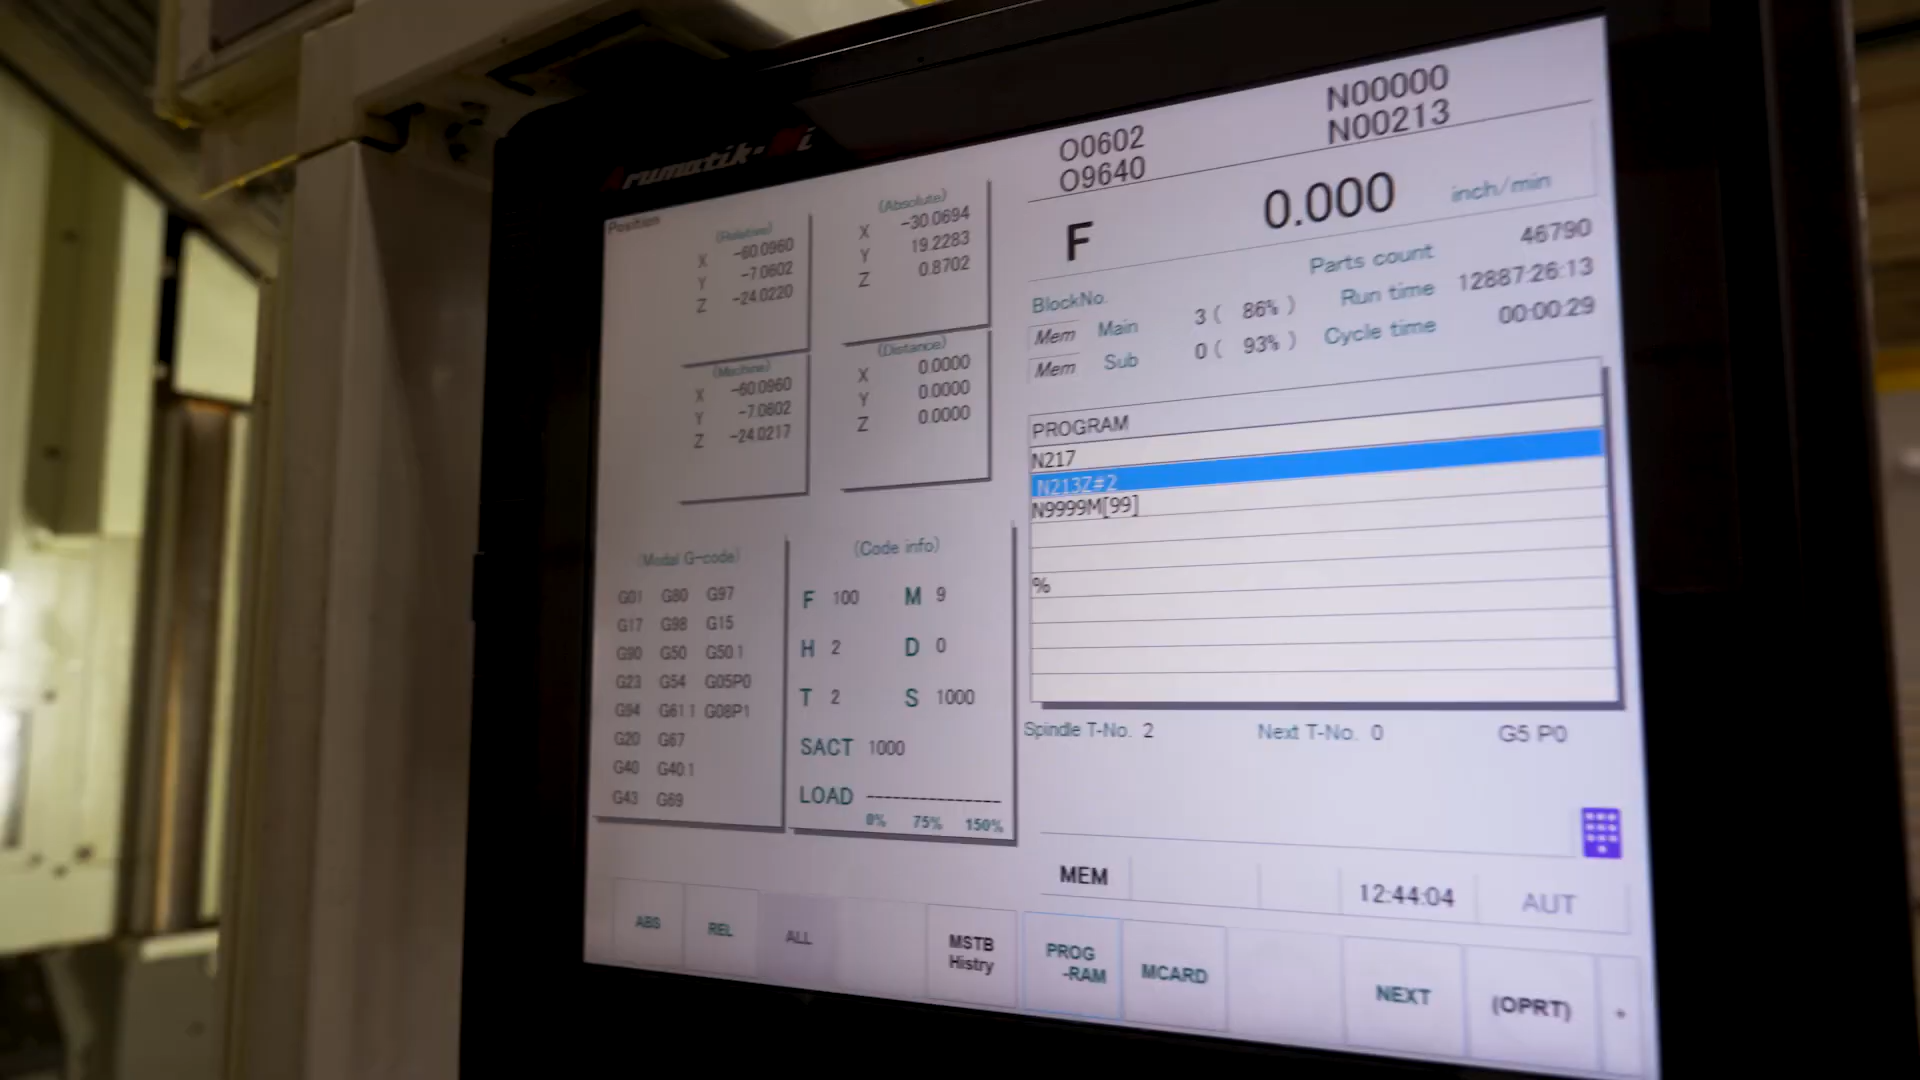 Arumatik-Mi
Position
(Relative)
X -60.0960
Y -7.0602
Z -24.0220
(Absolute)
X -30.0694
Y 19.2283
Z 0.8702
(Machine)
X -60.0960
Y -7.0602
Z -24.0217
(Distance)
X 0.0000
Y 0.0000
Z 0.0000
(Modal G-code)
G01 G80 G97
G17 G98 G15
G90 G50 G50.1
G23 G54 G05P0
G94 G61.1 G08P1
G20 G67
G40 G40.1
G43 G69
(Code info)
F 100 M 9
H 2 D 0
T 2 S 1000
SACT 1000
LOAD ---------------
0% 75% 150%
O0602 N00000
O9640 N00213
F 0.000 inch/min
Parts count 46790
BlockNo. Run time 12887:26:13
Mem Main 3 ( 86% ) Cycle time 00:00:29
Mem Sub 0 ( 93% )
PROGRAM
N217
N213Z#2
N9999M[99]
%
Spindle T-No. 2 Next T-No. 0 G5 P0
MEM 12:44:04 AUT
ABS REL ALL MSTB Histry PROG-RAM MCARD NEXT (OPRT) +